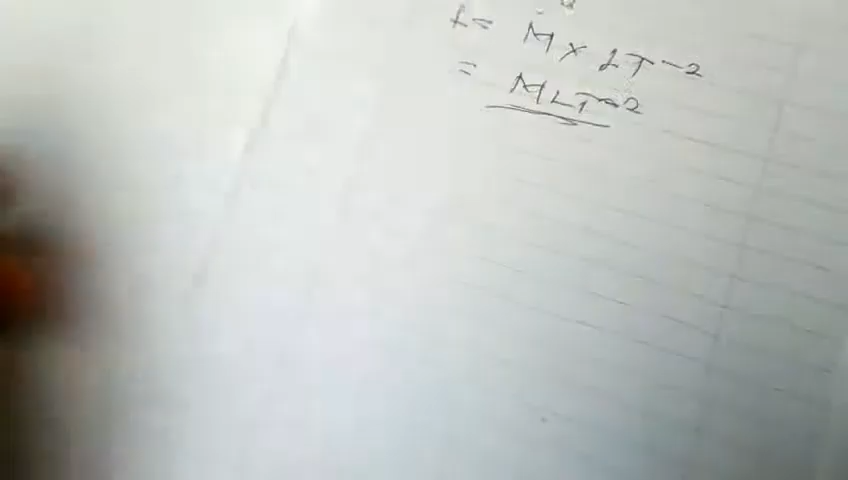 f= M × LT-2
= MLT-2